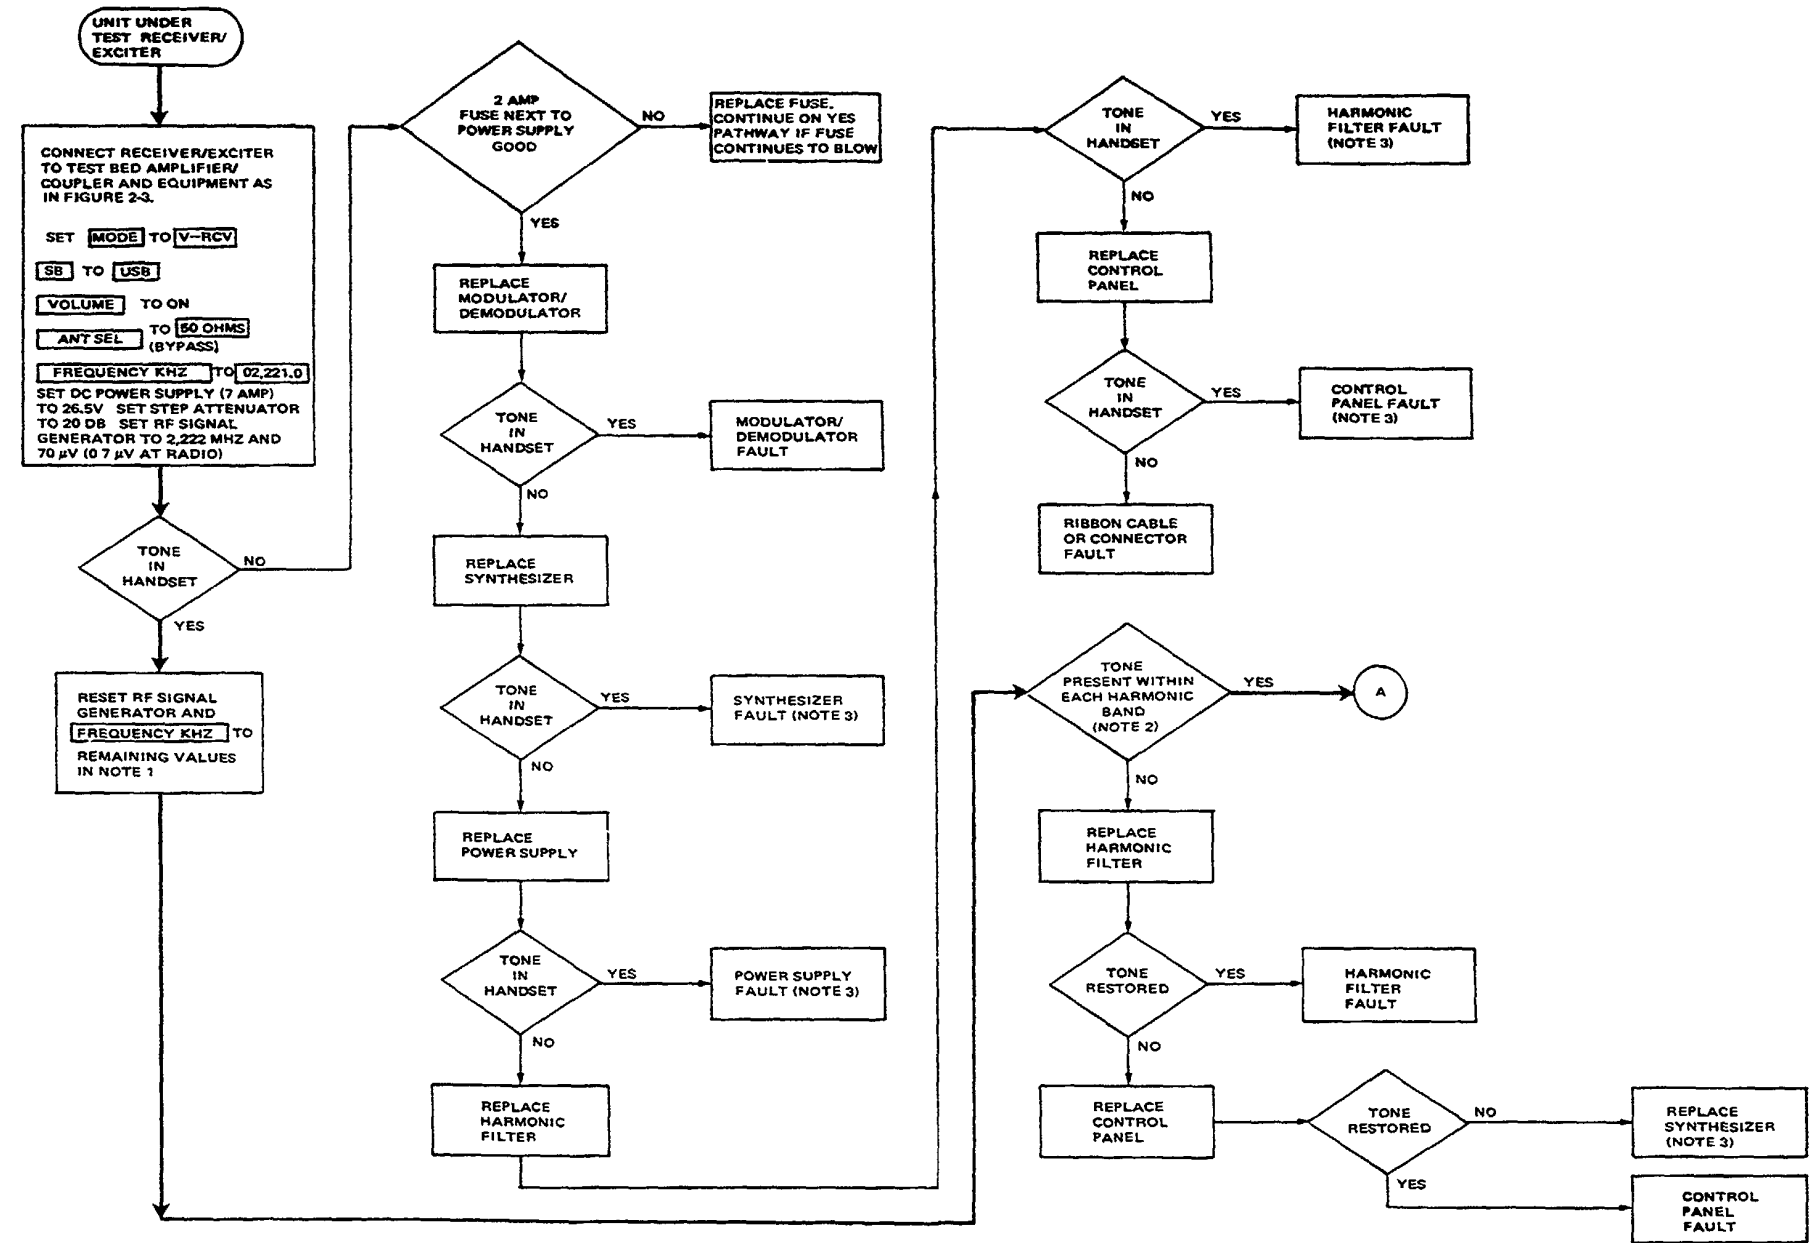 UNIT UNDER
TEST RECEIVER/
EXCITER
CONNECT RECEIVER/EXCITER
TO TEST BED AMPLIFIER/
COUPLER AND EQUIPMENT AS
IN FIGURE 2-3.
SET MODE TO V-RCV
SB TO USB
VOLUME TO ON
ANT SEL TO 50 OHMS
(BYPASS)
FREQUENCY KHZ TO 02,221.0
SET DC POWER SUPPLY (7 AMP)
TO 26.5V SET STEP ATTENUATOR
TO 20 DB SET RF SIGNAL
GENERATOR TO 2,222 MHZ AND
70 µV (0 7 µV AT RADIO)
TONE
IN
HANDSET
NO
YES
RESET RF SIGNAL
GENERATOR AND
FREQUENCY KHZ TO
REMAINING VALUES
IN NOTE 1
2 AMP
FUSE NEXT TO
POWER SUPPLY
GOOD
NO
REPLACE FUSE.
CONTINUE ON YES
PATHWAY IF FUSE
CONTINUES TO BLOW
YES
REPLACE
MODULATOR/
DEMODULATOR
TONE
IN
HANDSET
YES
MODULATOR/
DEMODULATOR
FAULT
NO
REPLACE
SYNTHESIZER
TONE
IN
HANDSET
YES
SYNTHESIZER
FAULT (NOTE 3)
NO
REPLACE
POWER SUPPLY
TONE
IN
HANDSET
YES
POWER SUPPLY
FAULT (NOTE 3)
NO
REPLACE
HARMONIC
FILTER
TONE
IN
HANDSET
YES
HARMONIC
FILTER FAULT
(NOTE 3)
NO
REPLACE
CONTROL
PANEL
TONE
IN
HANDSET
YES
CONTROL
PANEL FAULT
(NOTE 3)
NO
RIBBON CABLE
OR CONNECTOR
FAULT
TONE
PRESENT WITHIN
EACH HARMONIC
BAND
(NOTE 2)
YES
A
NO
REPLACE
HARMONIC
FILTER
TONE
RESTORED
YES
HARMONIC
FILTER
FAULT
NO
REPLACE
CONTROL
PANEL
TONE
RESTORED
NO
REPLACE
SYNTHESIZER
(NOTE 3)
YES
CONTROL
PANEL
FAULT